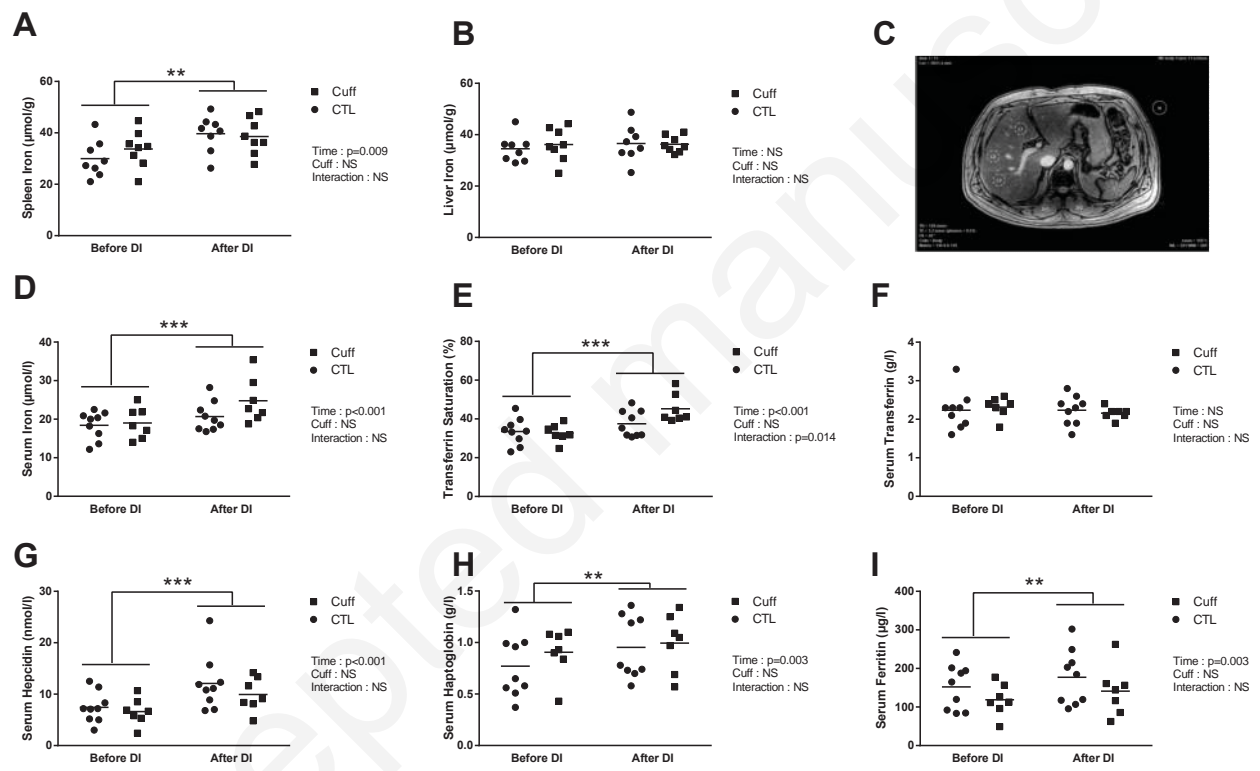 A
B
C
**
60
40
20
0
Spleen Iron (μmol/g)
Before DI
After DI
Cuff
CTL
Time : p=0.009
Cuff : NS
Interaction : NS
60
40
20
0
Liver Iron (μmol/g)
Before DI
After DI
Cuff
CTL
Time : NS
Cuff : NS
Interaction : NS
D
E
F
***
60
40
30
20
10
0
Serum Iron (μmol/l)
Before DI
After DI
Cuff
CTL
Time : p<0.001
Cuff : NS
Interaction : NS
***
80
60
40
20
0
Transferrin Saturation (%)
Before DI
After DI
Cuff
CTL
Time : p<0.001
Cuff : NS
Interaction : p=0.014
4
3
2
1
0
Serum Transferrin (g/l)
Before DI
After DI
Cuff
CTL
Time : NS
Cuff : NS
Interaction : NS
G
H
I
***
30
20
10
0
Serum Hepcidin (nmol/l)
Before DI
After DI
Cuff
CTL
Time : p<0.001
Cuff : NS
Interaction : NS
**
1.5
1.0
0.5
0.0
Serum Haptoglobin (g/l)
Before DI
After DI
Cuff
CTL
Time : p=0.003
Cuff : NS
Interaction : NS
**
400
300
200
100
0
Serum Ferritin (μg/l)
Before DI
After DI
Cuff
CTL
Time : p=0.003
Cuff : NS
Interaction : NS
epted manus